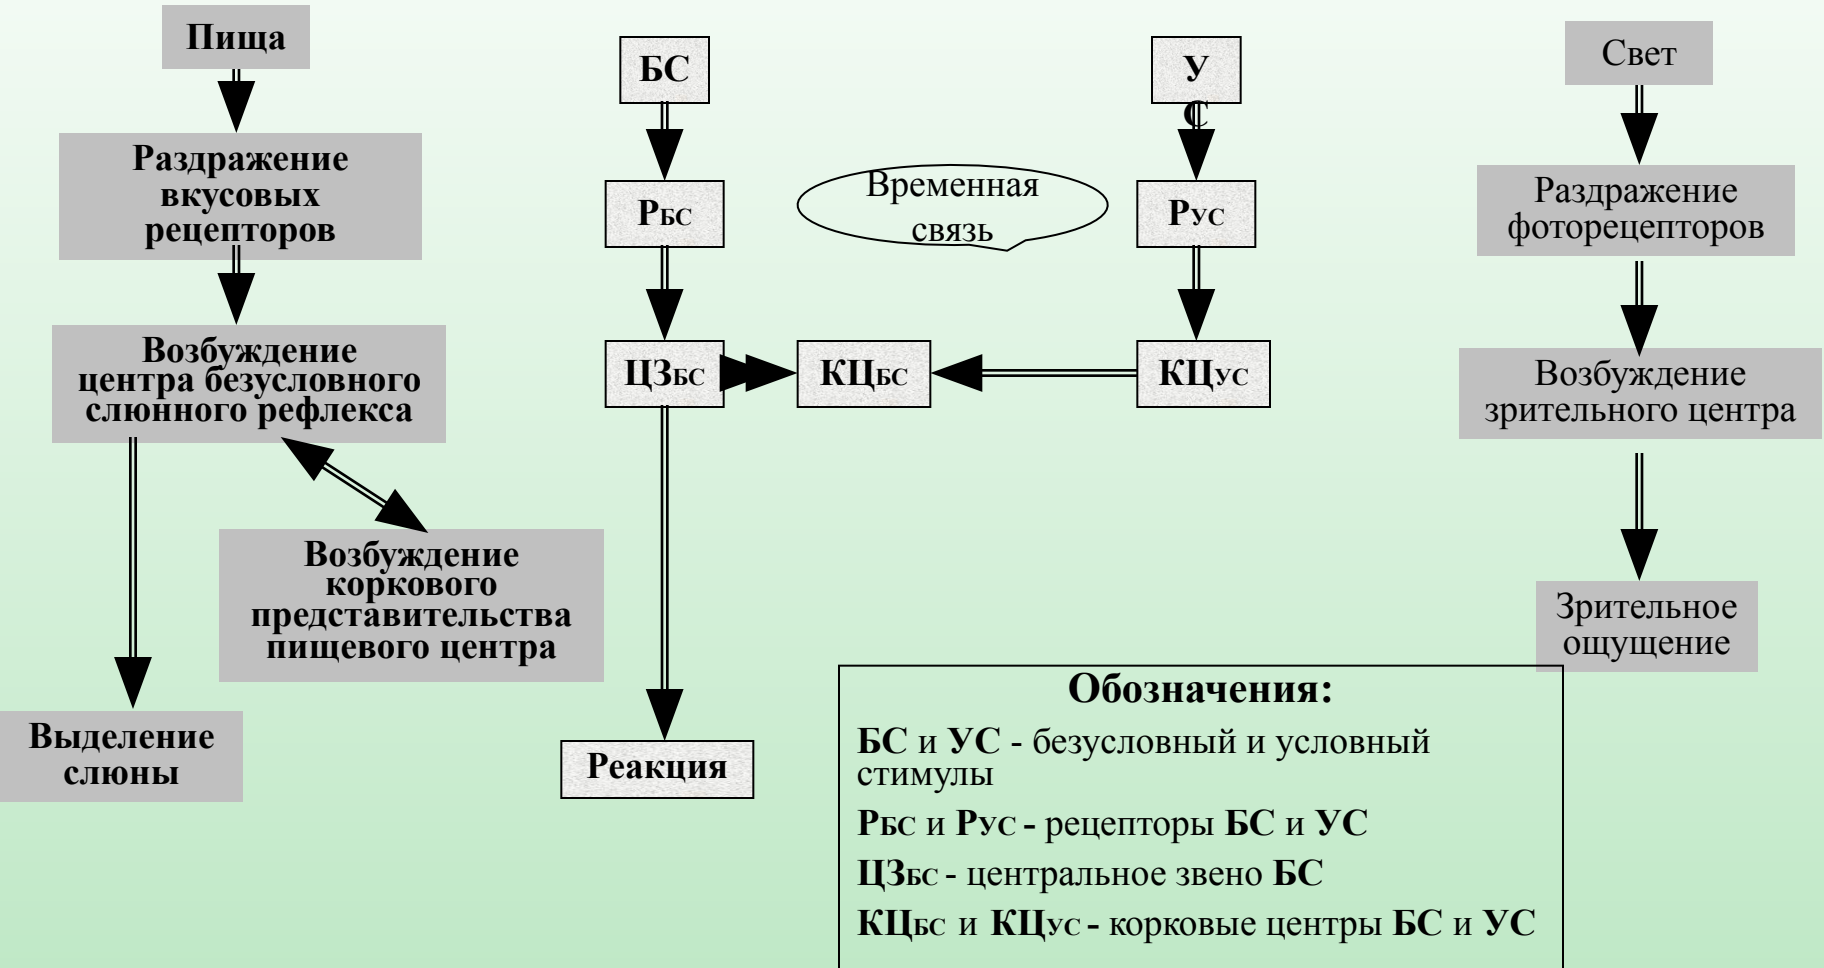 Пища
Раздражение
вкусовых
рецепторов
Возбуждение
центра безусловного
слюнного рефлекса
Возбуждение
коркового
представительства
пищевого центра
Выделение
слюны
БС
РБС
ЦЗБС
Реакция
Временная
связь
КЦБС
У
С
РУС
КЦУС
Свет
Раздражение
фоторецепторов
Возбуждение
зрительного центра
Зрительное
ощущение
Обозначения:
БС и УС - безусловный и условный
стимулы
РБС и РУС - рецепторы БС и УС
ЦЗБС - центральное звено БС
КЦБС и КЦУС - корковые центры БС и УС